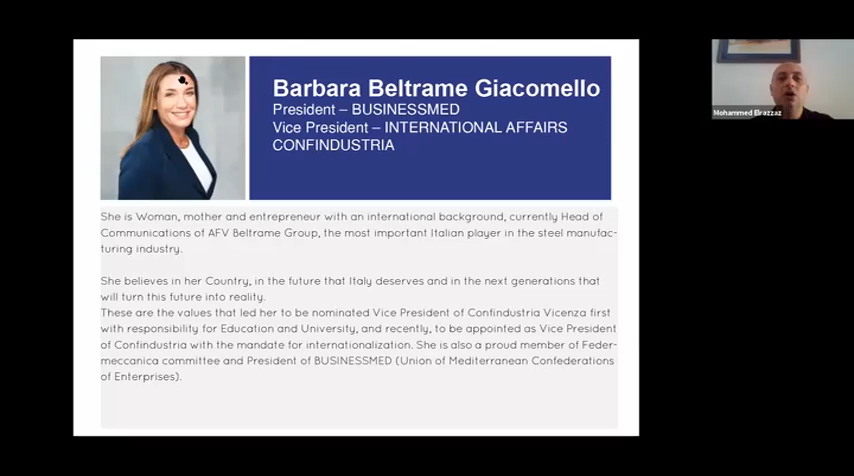 Barbara Beltrame Giacomello
President – BUSINESSMED
Vice President – INTERNATIONAL AFFAIRS
CONFINDUSTRIA
She is Woman, mother and entrepreneur with an international background, currently Head of
Communications of AFV Beltrame Group, the most important Italian player in the steel manufac-
turing industry.
She believes in her Country, in the future that Italy deserves and in the next generations that
will turn this future into reality.
These are the values that led her to be nominated Vice President of Confindustria Vicenza first
with responsibility for Education and University, and recently, to be appointed as Vice President
of Confindustria with the mandate for internationalization. She is also a proud member of Feder-
meccanica committee and President of BUSINESSMED (Union of Mediterranean Confederations
of Enterprises).
Mohammed Elrazzaz